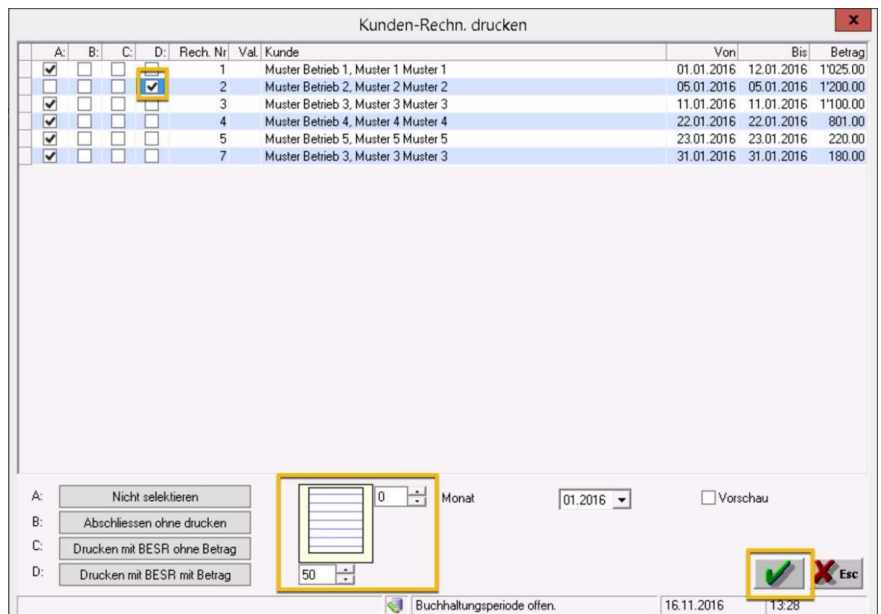 Kunden-Rechn. drucken x
A: B: C: D: Rech. Nr Val. Kunde Von Bis Betrag
1 Muster Betrieb 1, Muster 1 Muster 1 01.01.2016 12.01.2016 1'025.00
2 Muster Betrieb 2, Muster 2 Muster 2 05.01.2016 05.01.2016 1'200.00
3 Muster Betrieb 3, Muster 3 Muster 3 11.01.2016 11.01.2016 1'100.00
4 Muster Betrieb 4, Muster 4 Muster 4 22.01.2016 22.01.2016 801.00
5 Muster Betrieb 5, Muster 5 Muster 5 23.01.2016 23.01.2016 220.00
7 Muster Betrieb 3, Muster 3 Muster 3 31.01.2016 31.01.2016 180.00
A: Nicht selektieren 0 Monat 01.2016 Vorschau
B: Abschliessen ohne drucken
C: Drucken mit BESR ohne Betrag
D: Drucken mit BESR mit Betrag 50 Esc
Buchhaltungsperiode offen. 16.11.2016 13:28